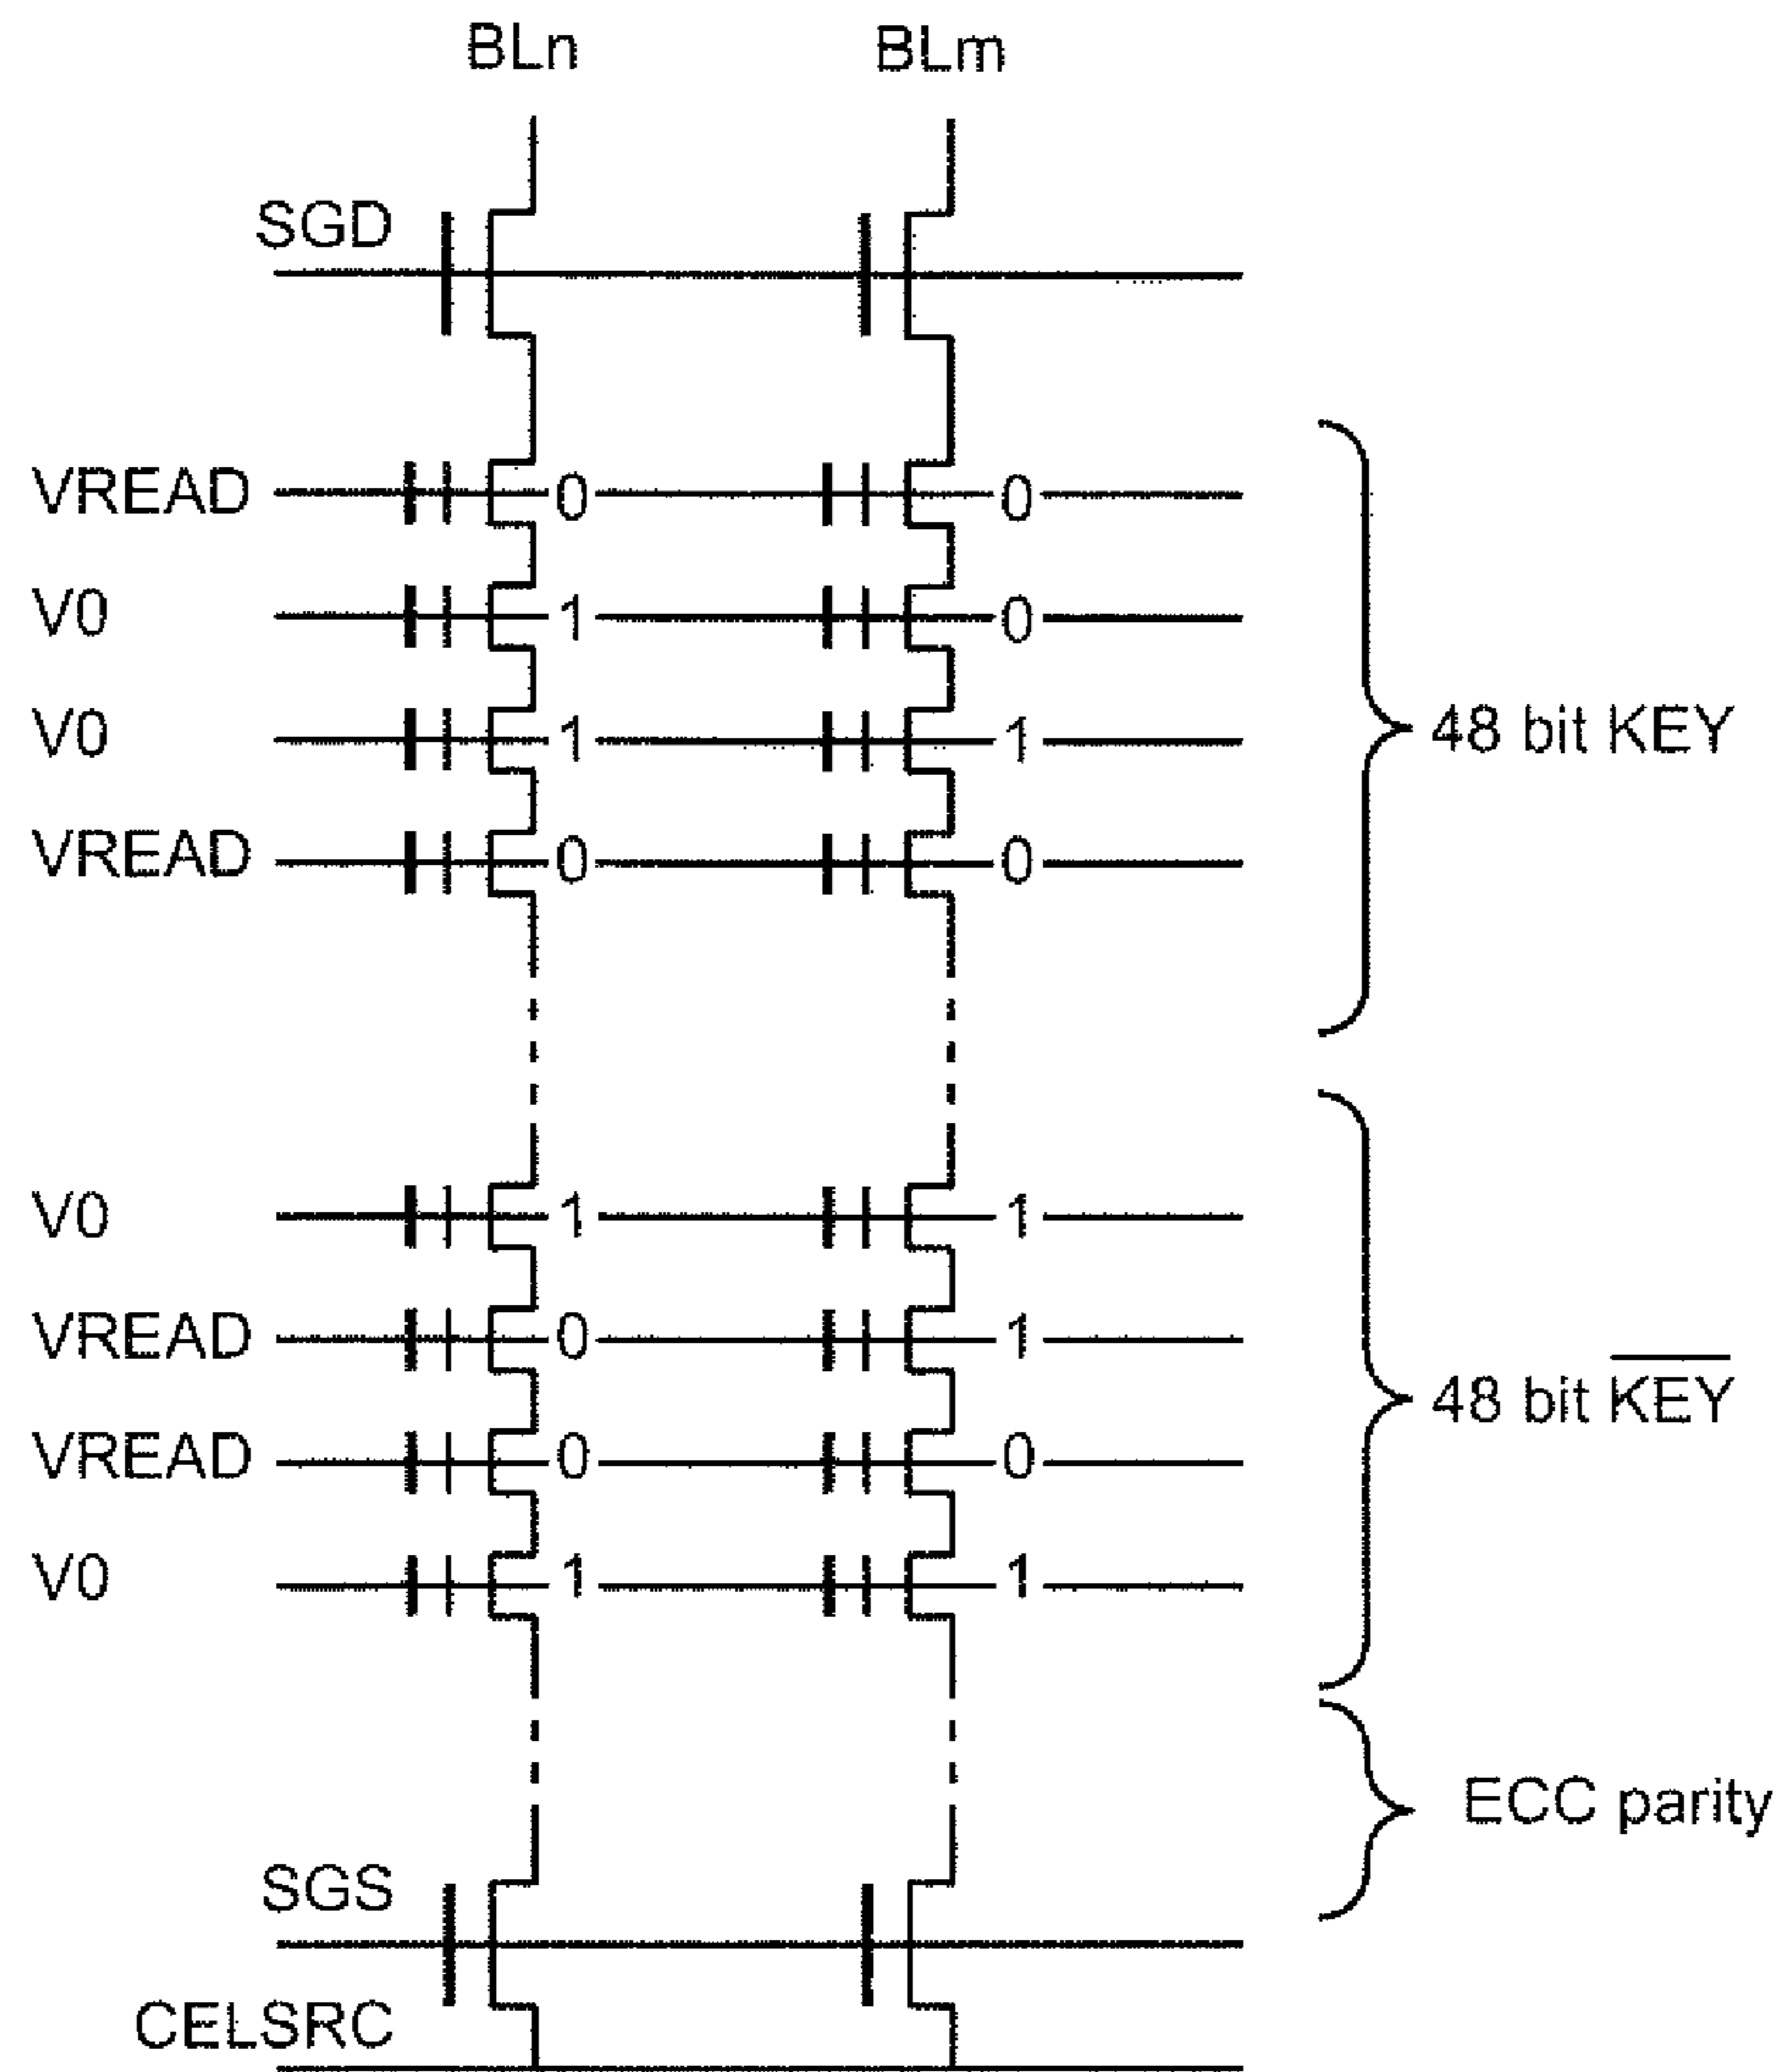 BLn BLm
SGD
VREAD 0 0
V0 1 0
V0 1 1
VREAD 0 0
48 bit KEY
V0 1 1
VREAD 0 1
VREAD 0 0
V0 1 1
48 bit K̅E̅Y̅
ECC parity
SGS
CELSRC